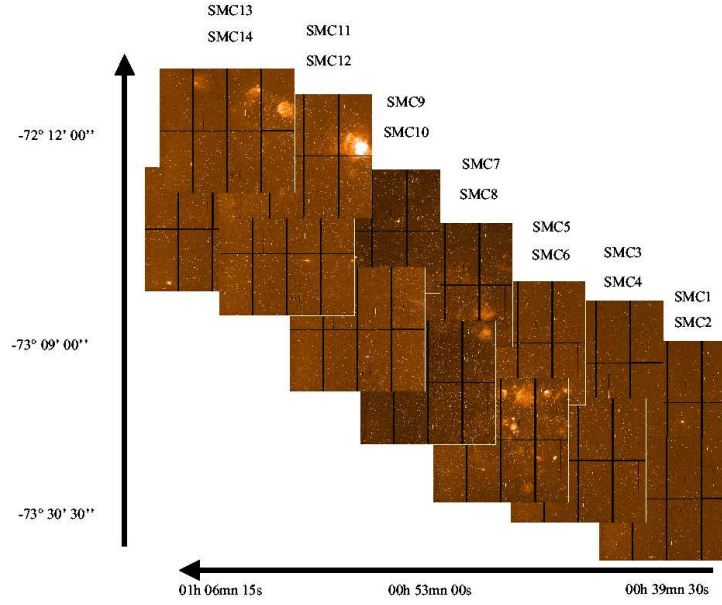 SMC13
SMC14
SMC11
SMC12
SMC9
SMC10
SMC7
SMC8
SMC5
SMC6
SMC3
SMC4
SMC1
SMC2
-72° 12’ 00’’
-73° 09’ 00’’
-73° 30’ 30’’
01h 06mn 15s
00h 53mn 00s
00h 39mn 30s